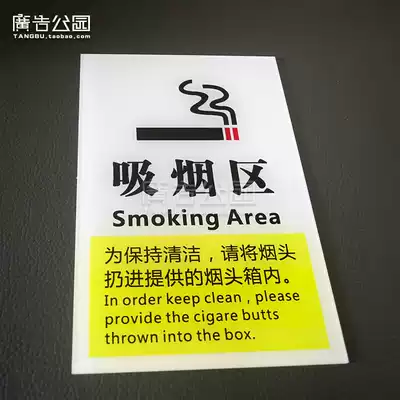 廣告公园
TANGBU.taobao.com
吸烟区
Smoking Area
为保持清洁，请将烟头
扔进提供的烟头箱内。
In order keep clean , please
provide the cigare butts
thrown into the box.